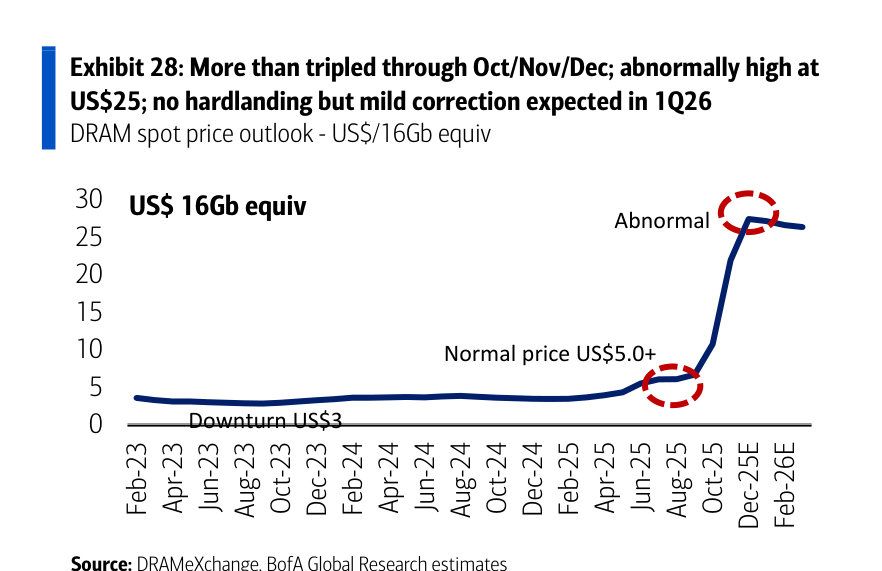 Exhibit 28: More than tripled through Oct/Nov/Dec; abnormally high at
US$25; no hardlanding but mild correction expected in 1Q26
DRAM spot price outlook - US$/16Gb equiv
US$ 16Gb equiv
30
25
20
15
10
5
0
Abnormal
Normal price US$5.0+
Downturn US$3
Feb-23
Apr-23
Jun-23
Aug-23
Oct-23
Dec-23
Feb-24
Apr-24
Jun-24
Aug-24
Oct-24
Dec-24
Feb-25
Apr-25
Jun-25
Aug-25
Oct-25
Dec-25E
Feb-26E
Source: DRAMeXchange, BofA Global Research estimates